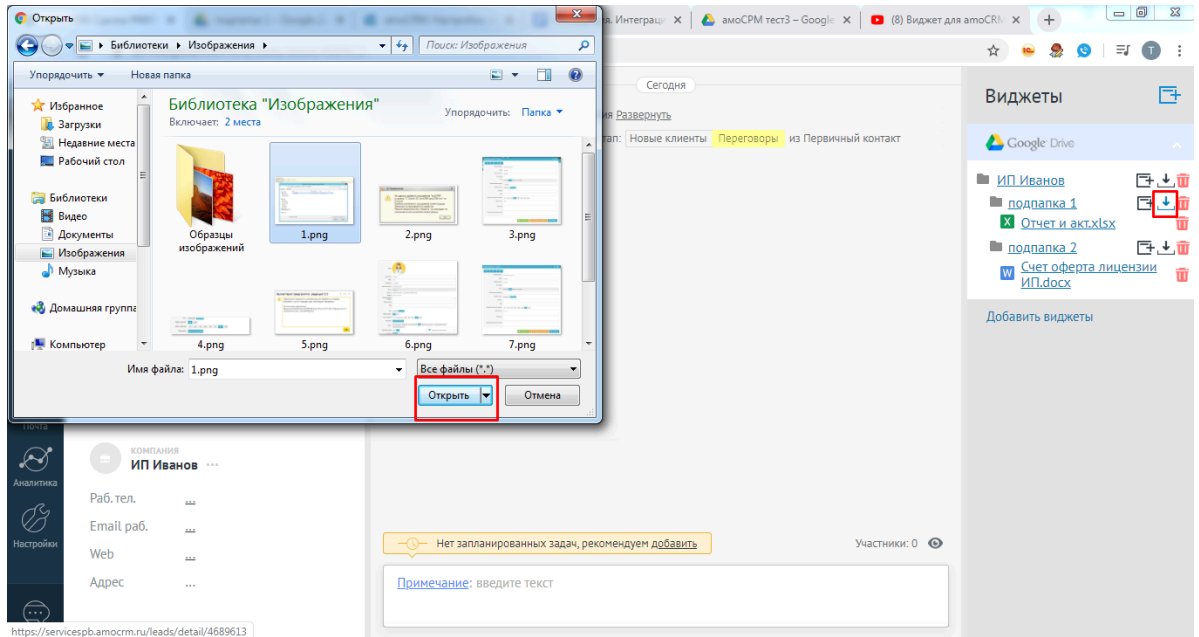 Открыть
я. Интеграци
амоСРМ тест3 – Google
(8) Виджет для amoCRM
Библиотеки
Изображения
Поиск: Изображения
Упорядочить
Новая папка
Избранное
Загрузки
Недавние места
Рабочий стол
Библиотеки
Видео
Документы
Изображения
Музыка
Домашняя группа
Компьютер
Библиотека "Изображения"
Включает: 2 места
Упорядочить: Папка
Образцы изображений
1.png
2.png
3.png
4.png
5.png
6.png
7.png
Имя файла: 1.png
Все файлы (*.*)
Открыть
Отмена
Сегодня
ия Развернуть
тап: Новые клиенты Переговоры из Первичный контакт
Почта
Аналитика
Настройки
КОМПАНИЯ
ИП Иванов ...
Раб. тел. ...
Email раб. ...
Web ...
Адрес ...
https://servicespb.amocrm.ru/leads/detail/4689613
Нет запланированных задач, рекомендуем добавить
Участники: 0
Примечание: введите текст
T
Виджеты
Google Drive
ИП Иванов
подпапка 1
Отчет и акт.xlsx
подпапка 2
Счет оферта лицензии
ИП.docx
Добавить виджеты